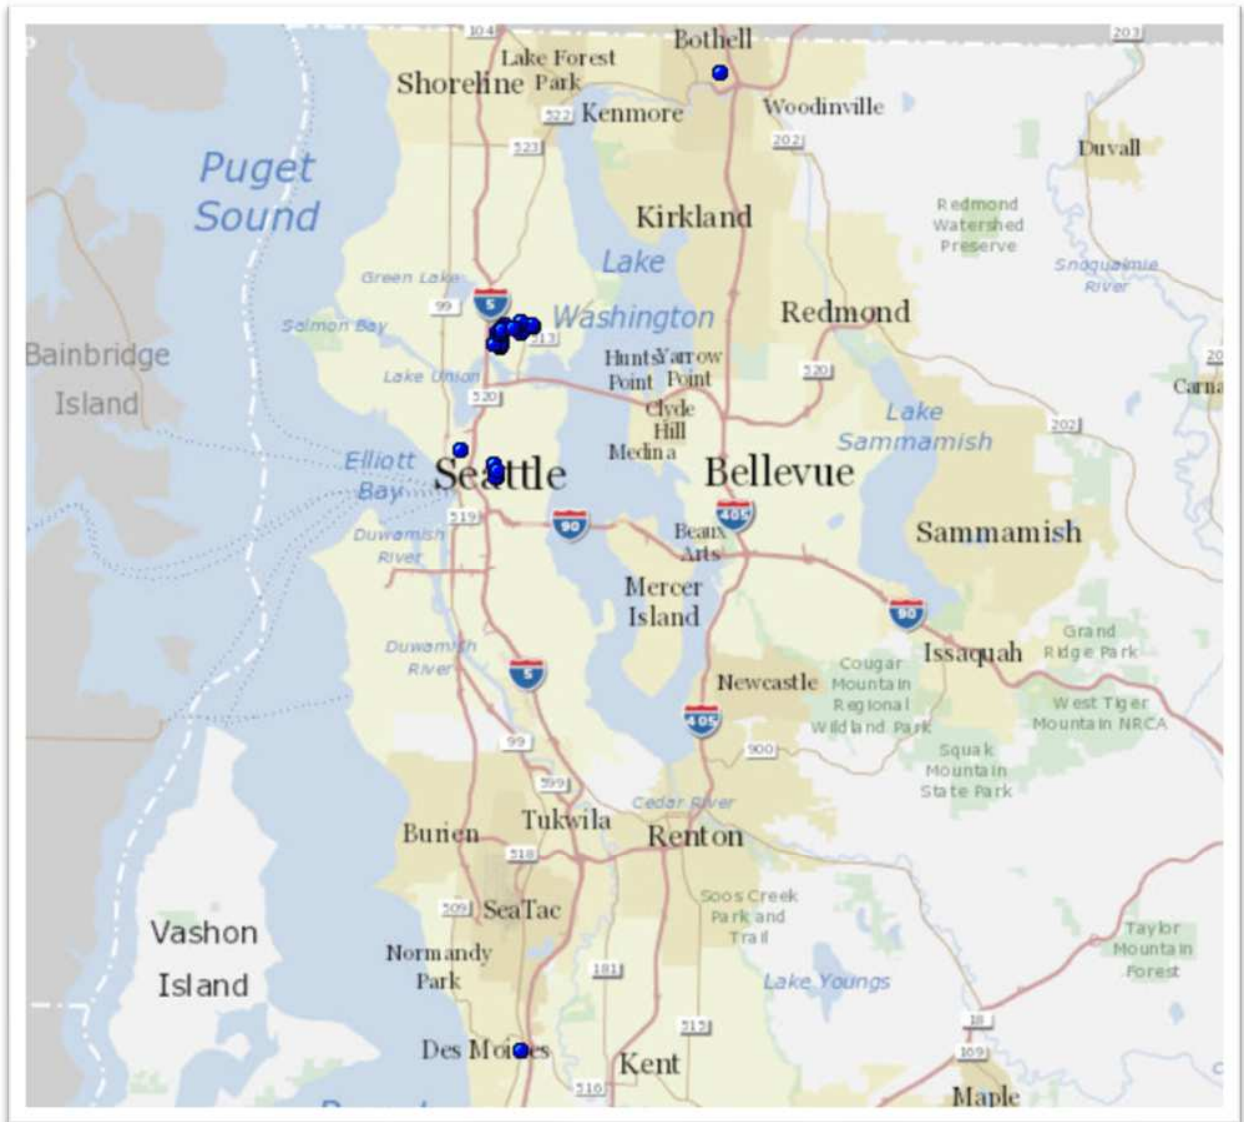 104
203
Bothell
Lake Forest
Park
Shoreline
Kenmore
522
Woodinville
202
523
Duvall
Puget
Sound
Redmond
Watershed
Preserve
Kirkland
Lake
Washington
Snoqualmie
River
Green Lake
99
5
Salmon Bay
513
Redmond
Bainbridge
Island
Hunts
Point
Yarrow
Point
520
20
Carna
Lake Union
520
Clyde
Hill
Medina
Lake
Sammamish
202
Elliott
Bay
Seattle
Bellevue
519
90
405
Duwamish
River
Beaux
Arts
Sammamish
Mercer
Island
90
Duwamish
River
5
Issaquah
Grand
Ridge Park
Newcastle
Cougar
Mountain
Regional
Wildland Park
West Tiger
Mountain NRCA
405
99
900
Squak
Mountain
State Park
599
Cedar River
Burien
Tukwila
Renton
518
509
SeaTac
Soos Creek
Park and
Trail
Vashon
Island
Normandy
Park
181
Lake Youngs
Taylor
Mountain
Forest
515
18
Des Moines
Kent
169
516
Maple